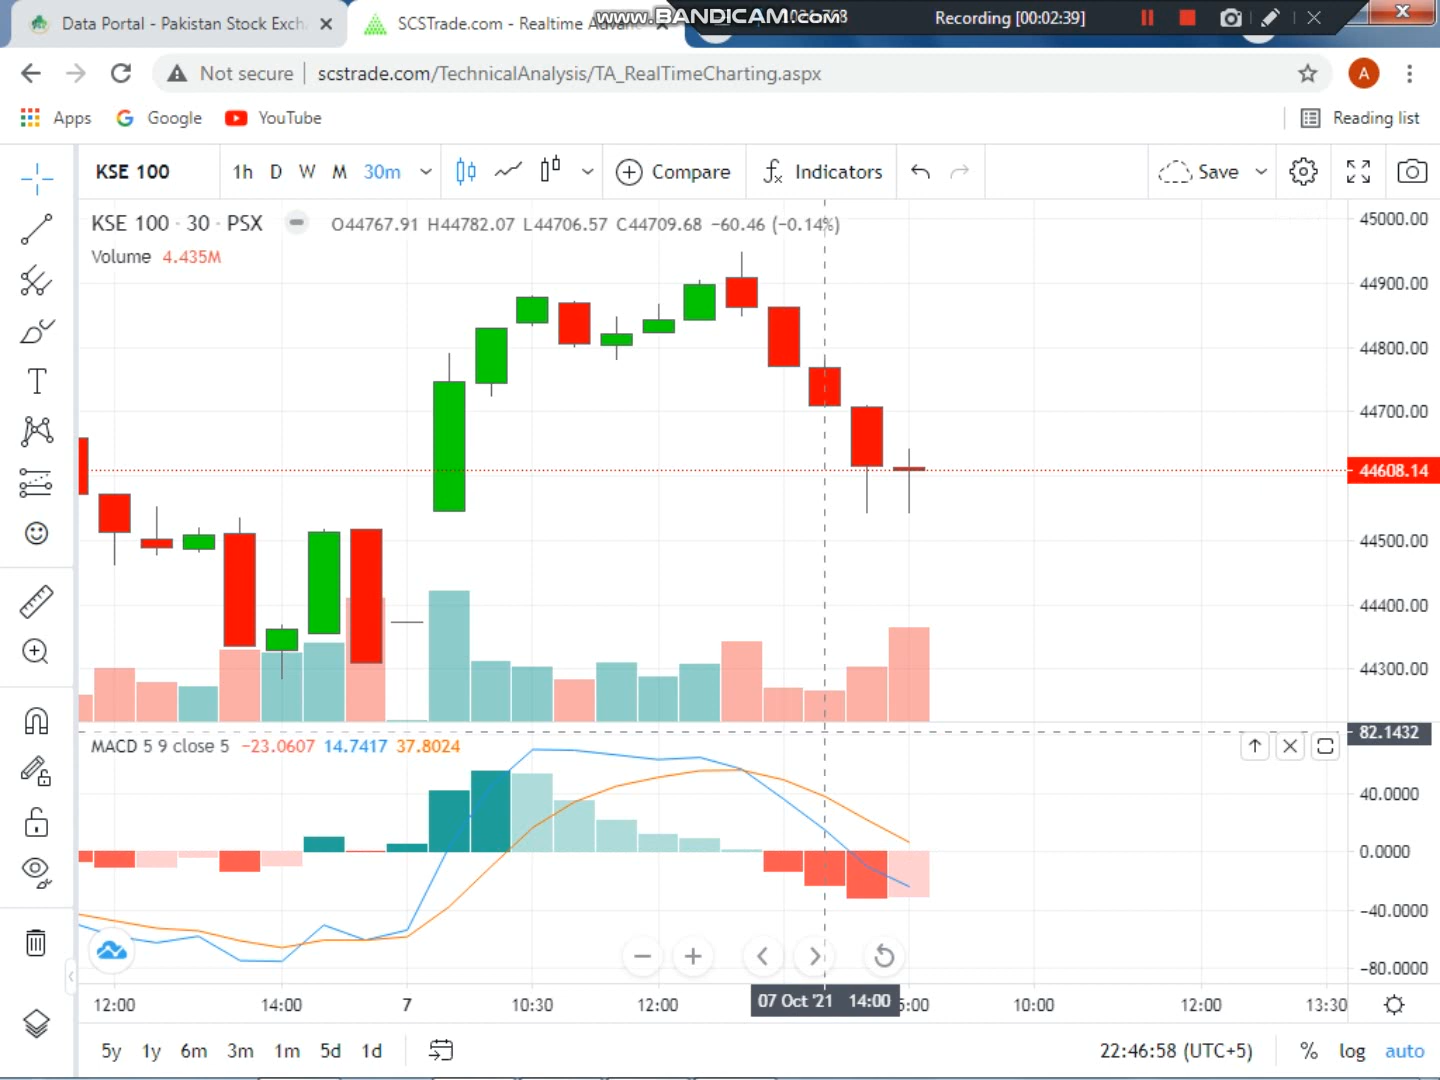 Data Portal - Pakistan Stock Exch
SCSTrade.com - Realtime Advan
www.BANDICAM.com
Recording [00:02:39]
Not secure
scstrade.com/TechnicalAnalysis/TA_RealTimeCharting.aspx
A
Apps
Google
YouTube
Reading list
KSE 100
1h D W M 30m
Compare
Indicators
Save
KSE 100 · 30 · PSX
O44767.91 H44782.07 L44706.57 C44709.68 −60.46 (−0.14%)
Volume 4.435M
45000.00
44900.00
44800.00
44700.00
44608.14
44500.00
44400.00
44300.00
82.1432
MACD 5 9 close 5 −23.0607 14.7417 37.8024
40.0000
0.0000
−40.0000
−80.0000
12:00 14:00 7 10:30 12:00 07 Oct '21 14:00 5:00 10:00 12:00 13:30
5y 1y 6m 3m 1m 5d 1d
22:46:58 (UTC+5)
% log auto